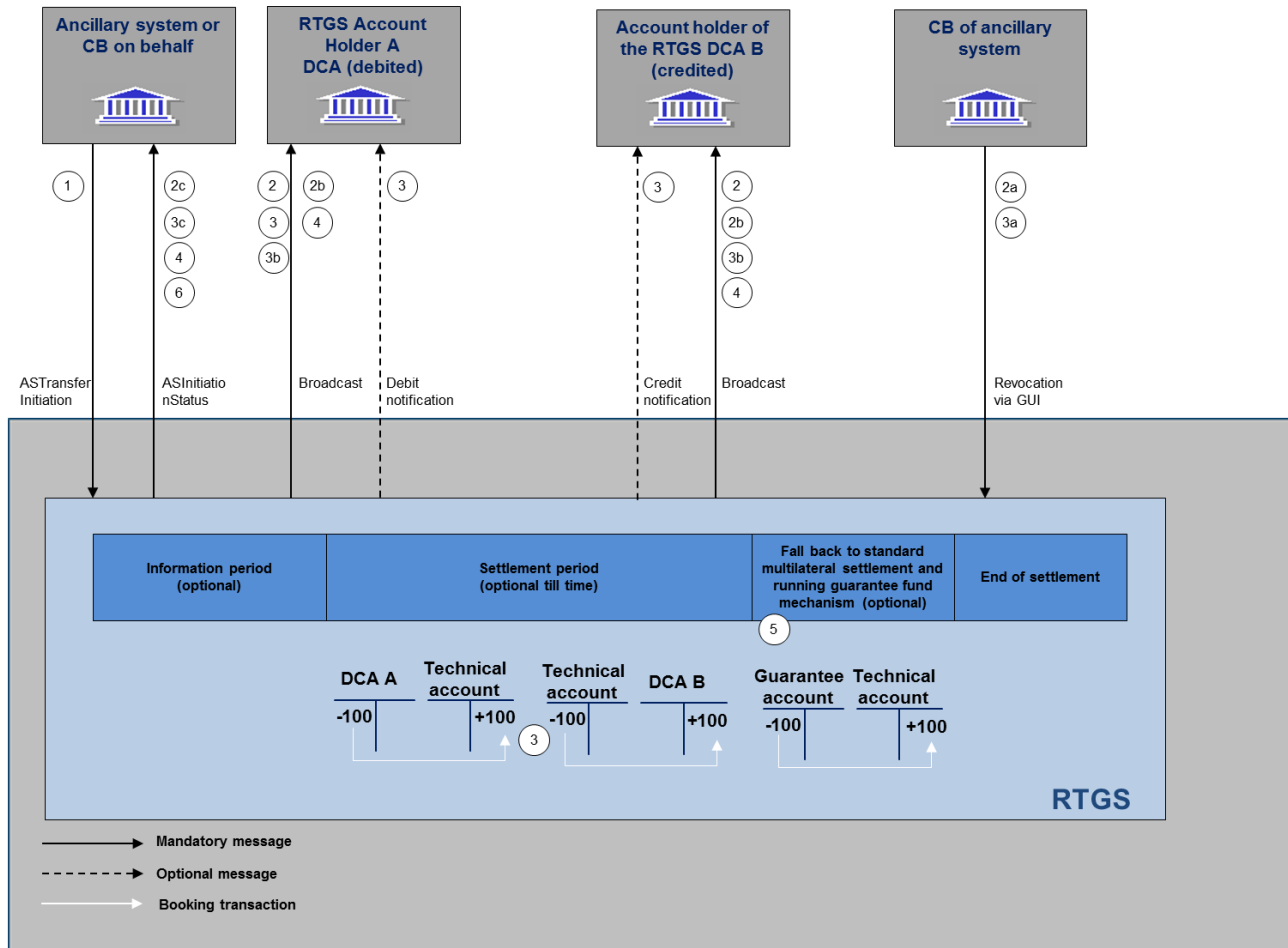 Ancillary system or
CB on behalf
RTGS Account
Holder A
DCA (debited)
Account holder of
the RTGS DCA B
(credited)
CB of ancillary
system
1
2c
3c
4
6
2
3
3b
2b
4
3
3
2
2b
3b
4
2a
3a
ASTransfer
Initiation
ASInitiatio
nStatus
Broadcast
Debit
notification
Credit
notification
Broadcast
Revocation
via GUI
Information period
(optional)
Settlement period
(optional till time)
Fall back to standard
multilateral settlement and
running guarantee fund
mechanism (optional)
End of settlement
5
DCA A
Technical
account
-100
+100
3
Technical
account
DCA B
-100
+100
Guarantee
account
Technical
account
-100
+100
RTGS
Mandatory message
Optional message
Booking transaction